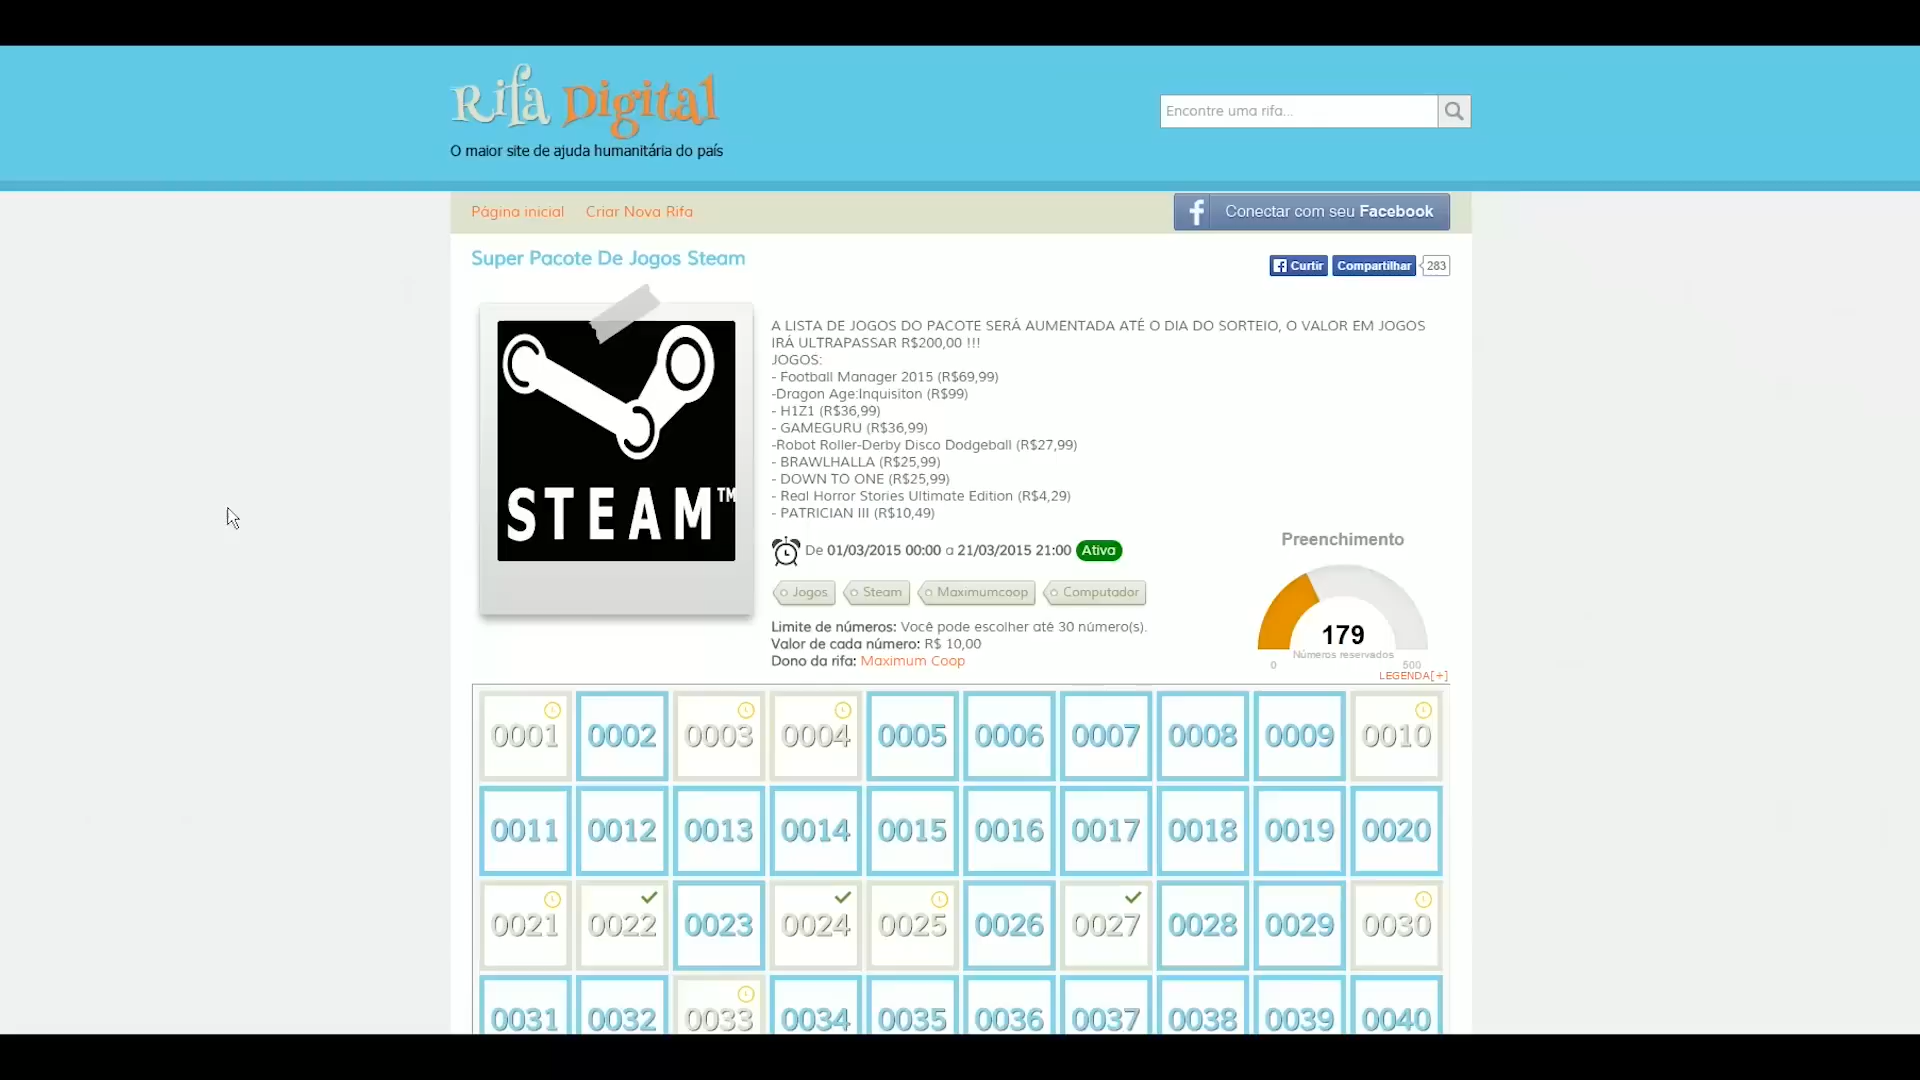 Rifa Digital
O maior site de ajuda humanitária do país
Encontre uma rifa...
Página inicial Criar Nova Rifa
Conectar com seu Facebook
Super Pacote De Jogos Steam
Curtir Compartilhar 283
STEAM™
A LISTA DE JOGOS DO PACOTE SERÁ AUMENTADA ATÉ O DIA DO SORTEIO, O VALOR EM JOGOS
IRÁ ULTRAPASSAR R$200,00 !!!
JOGOS:
- Football Manager 2015 (R$69,99)
-Dragon Age:Inquisiton (R$99)
- H1Z1 (R$36,99)
- GAMEGURU (R$36,99)
-Robot Roller-Derby Disco Dodgeball (R$27,99)
- BRAWLHALLA (R$25,99)
- DOWN TO ONE (R$25,99)
- Real Horror Stories Ultimate Edition (R$4,29)
- PATRICIAN III (R$10,49)
De 01/03/2015 00:00 a 21/03/2015 21:00 Ativa
Jogos Steam Maximumcoop Computador
Limite de números: Você pode escolher até 30 número(s).
Valor de cada número: R$ 10,00
Dono da rifa: Maximum Coop
Preenchimento
179
Números reservados
0 500
LEGENDA[+]
0001 0002 0003 0004 0005 0006 0007 0008 0009 0010
0011 0012 0013 0014 0015 0016 0017 0018 0019 0020
0021 0022 0023 0024 0025 0026 0027 0028 0029 0030
0031 0032 0033 0034 0035 0036 0037 0038 0039 0040